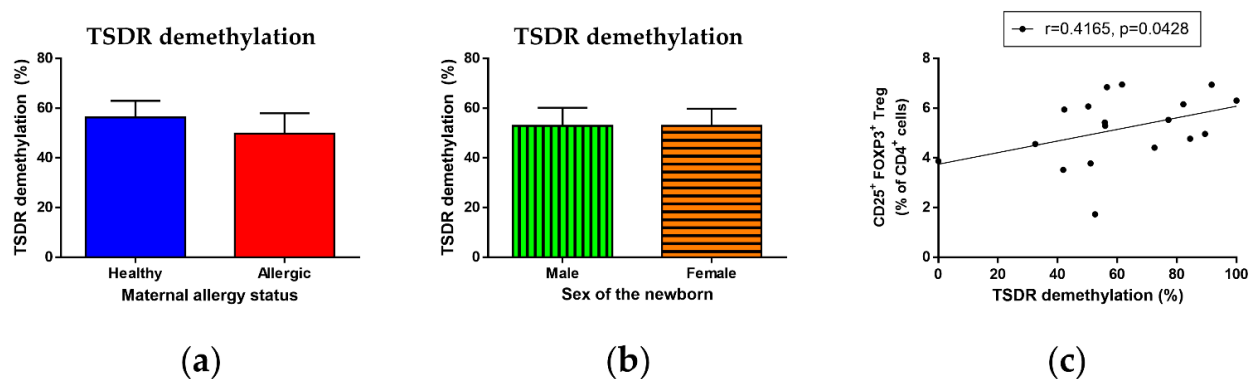 TSDR demethylation
TSDR demethylation (%)
80
60
40
20
0
Healthy
Allergic
Maternal allergy status
(a)
TSDR demethylation
TSDR demethylation (%)
80
60
40
20
0
Male
Female
Sex of the newborn
(b)
r=0.4165, p=0.0428
CD25⁺ FOXP3⁺ Treg
(% of CD4⁺ cells)
8
6
4
2
0
0
20
40
60
80
100
TSDR demethylation (%)
(c)